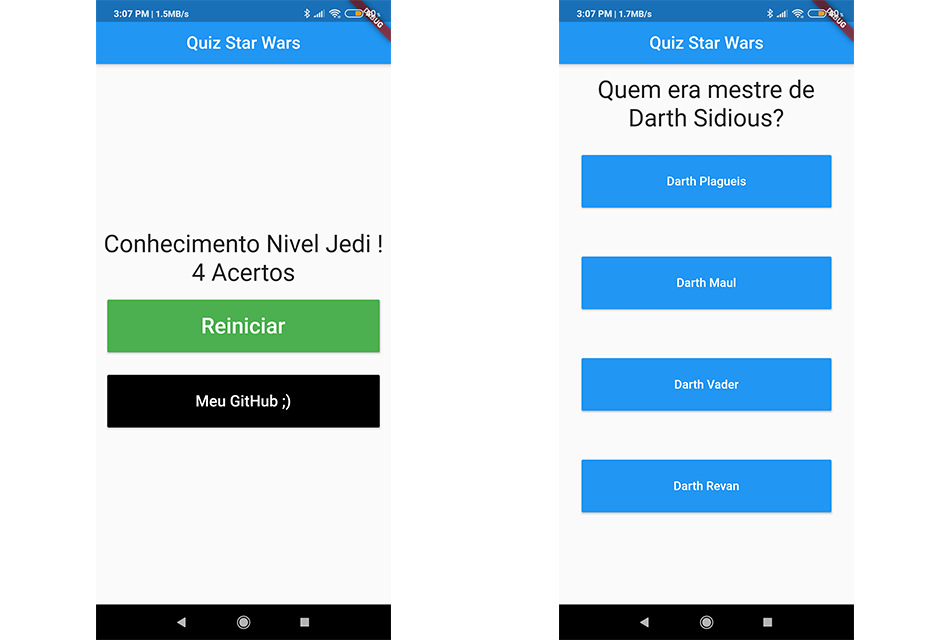 3:07 PM | 1.5MB/s
Quiz Star Wars
Conhecimento Nivel Jedi !
4 Acertos
Reiniciar
Meu GitHub ;)
3:07 PM | 1.7MB/s
Quiz Star Wars
Quem era mestre de
Darth Sidious?
Darth Plagueis
Darth Maul
Darth Vader
Darth Revan